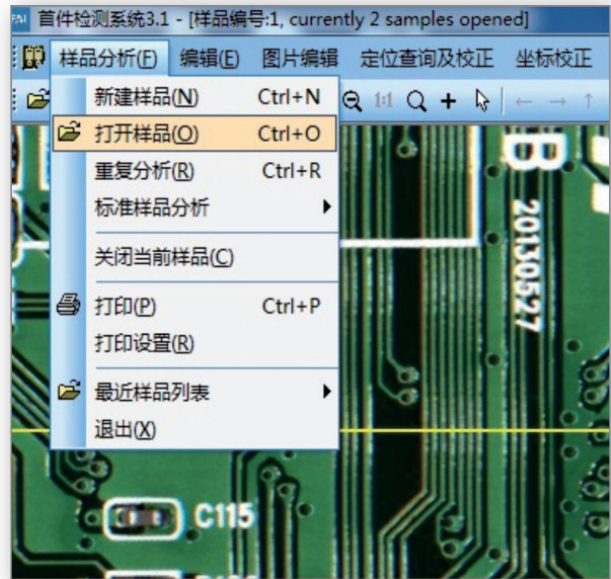 FAI 首件检测系统3.1 - [样品编号:1, currently 2 samples opened]
样品分析(F) 编辑(E) 图片编辑 定位查询及校正 坐标校正
新建样品(N) Ctrl+N
1:1
打开样品(O) Ctrl+O
重复分析(R) Ctrl+R
标准样品分析
关闭当前样品(C)
打印(P) Ctrl+P
打印设置(R)
最近样品列表
退出(X)
B
20130527
C115